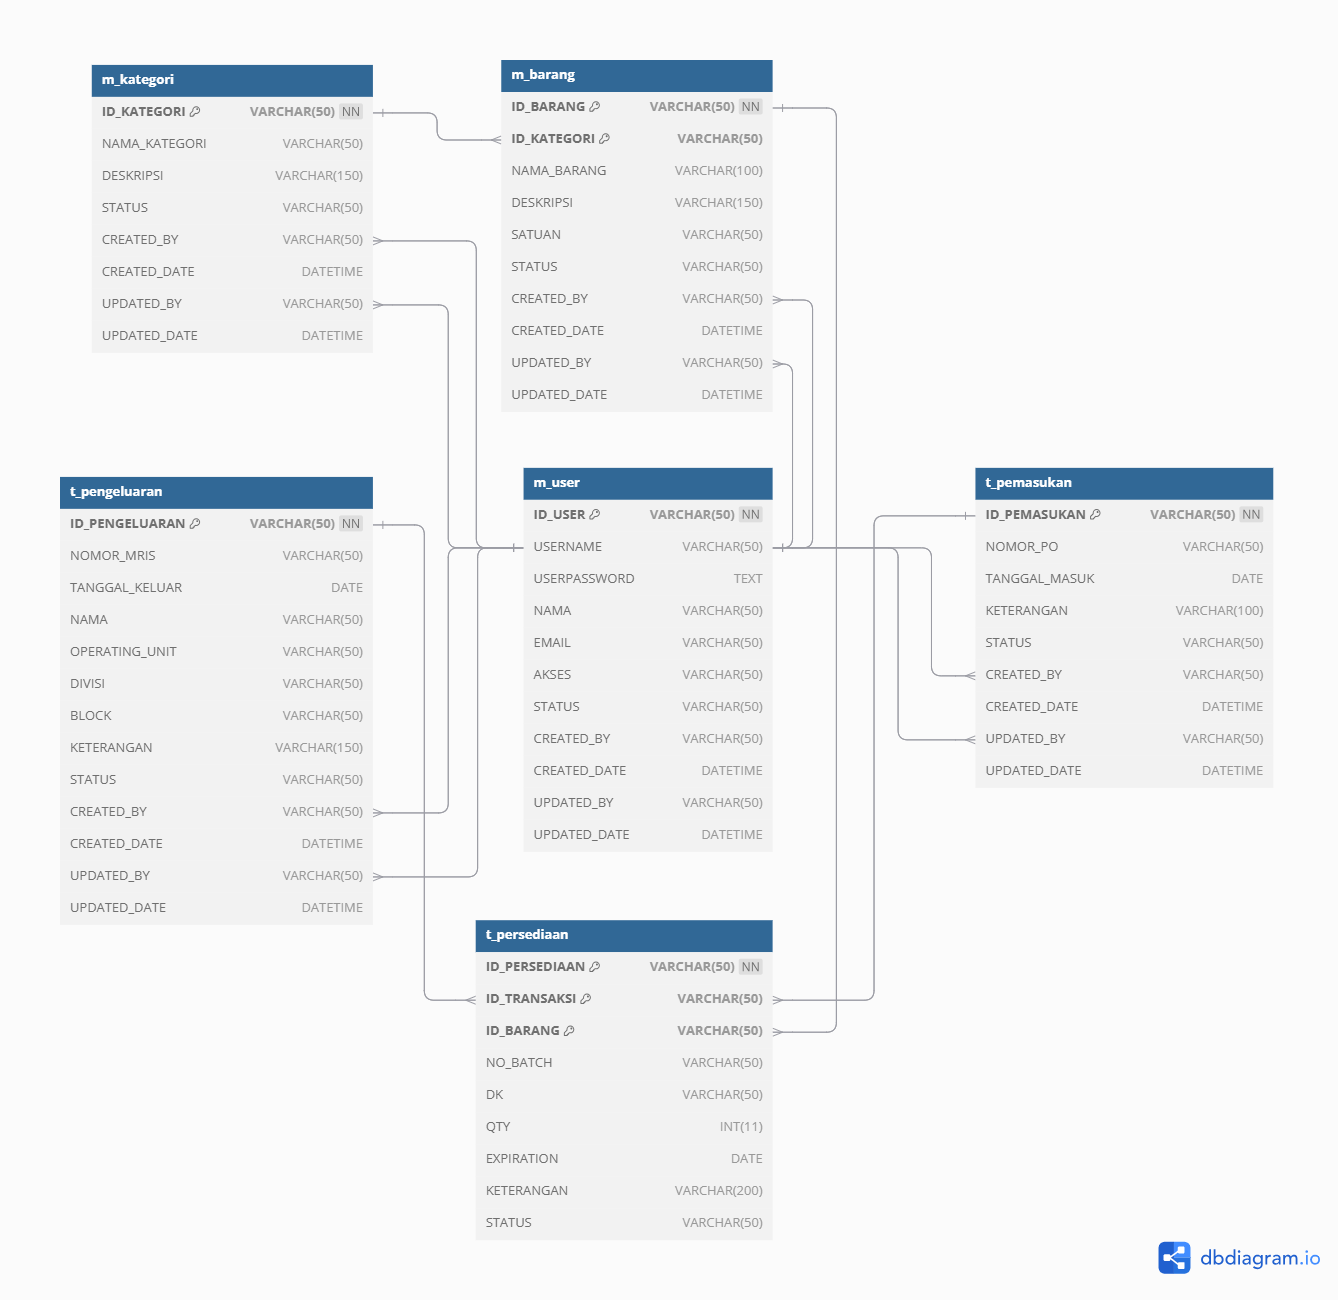 m_kategori
ID_KATEGORI VARCHAR(50) NN
NAMA_KATEGORI VARCHAR(50)
DESKRIPSI VARCHAR(150)
STATUS VARCHAR(50)
CREATED_BY VARCHAR(50)
CREATED_DATE DATETIME
UPDATED_BY VARCHAR(50)
UPDATED_DATE DATETIME
m_barang
ID_BARANG VARCHAR(50) NN
ID_KATEGORI VARCHAR(50)
NAMA_BARANG VARCHAR(100)
DESKRIPSI VARCHAR(150)
SATUAN VARCHAR(50)
STATUS VARCHAR(50)
CREATED_BY VARCHAR(50)
CREATED_DATE DATETIME
UPDATED_BY VARCHAR(50)
UPDATED_DATE DATETIME
t_pengeluaran
ID_PENGELUARAN VARCHAR(50) NN
NOMOR_MRIS VARCHAR(50)
TANGGAL_KELUAR DATE
NAMA VARCHAR(50)
OPERATING_UNIT VARCHAR(50)
DIVISI VARCHAR(50)
BLOCK VARCHAR(50)
KETERANGAN VARCHAR(150)
STATUS VARCHAR(50)
CREATED_BY VARCHAR(50)
CREATED_DATE DATETIME
UPDATED_BY VARCHAR(50)
UPDATED_DATE DATETIME
m_user
ID_USER VARCHAR(50) NN
USERNAME VARCHAR(50)
USERPASSWORD TEXT
NAMA VARCHAR(50)
EMAIL VARCHAR(50)
AKSES VARCHAR(50)
STATUS VARCHAR(50)
CREATED_BY VARCHAR(50)
CREATED_DATE DATETIME
UPDATED_BY VARCHAR(50)
UPDATED_DATE DATETIME
t_pemasukan
ID_PEMASUKAN VARCHAR(50) NN
NOMOR_PO VARCHAR(50)
TANGGAL_MASUK DATE
KETERANGAN VARCHAR(100)
STATUS VARCHAR(50)
CREATED_BY VARCHAR(50)
CREATED_DATE DATETIME
UPDATED_BY VARCHAR(50)
UPDATED_DATE DATETIME
t_persediaan
ID_PERSEDIAAN VARCHAR(50) NN
ID_TRANSAKSI VARCHAR(50)
ID_BARANG VARCHAR(50)
NO_BATCH VARCHAR(50)
DK VARCHAR(50)
QTY INT(11)
EXPIRATION DATE
KETERANGAN VARCHAR(200)
STATUS VARCHAR(50)
dbdiagram.io